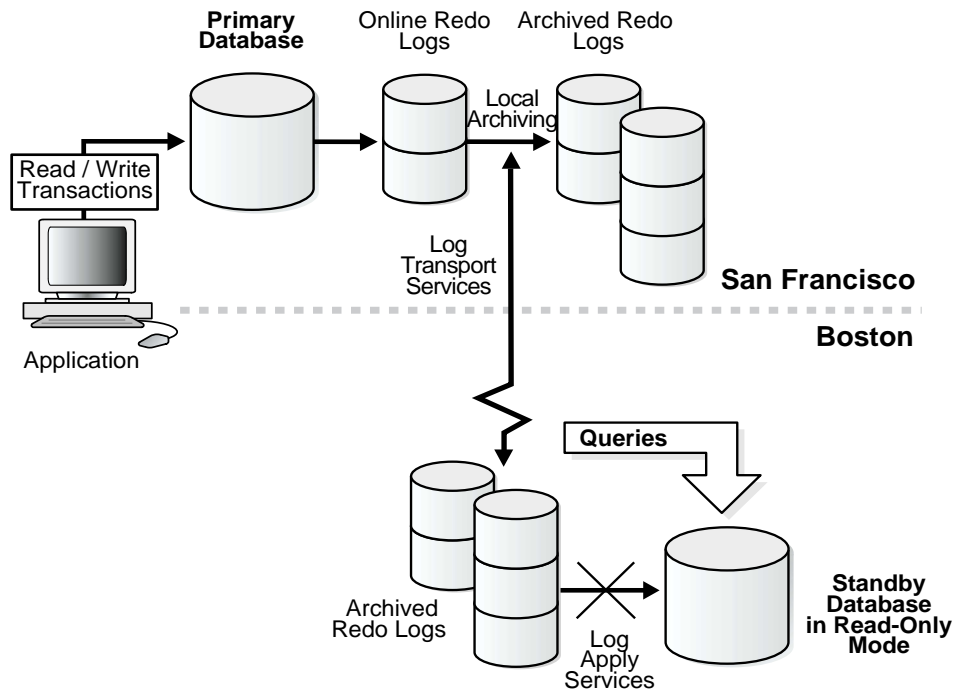 Primary
Database
Online Redo
Logs
Archived Redo
Logs
Local
Archiving
Read / Write
Transactions
Log
Transport
Services
San Francisco
Boston
Application
Queries
Archived
Redo Logs
Log
Apply
Services
Standby
Database
in Read-Only
Mode